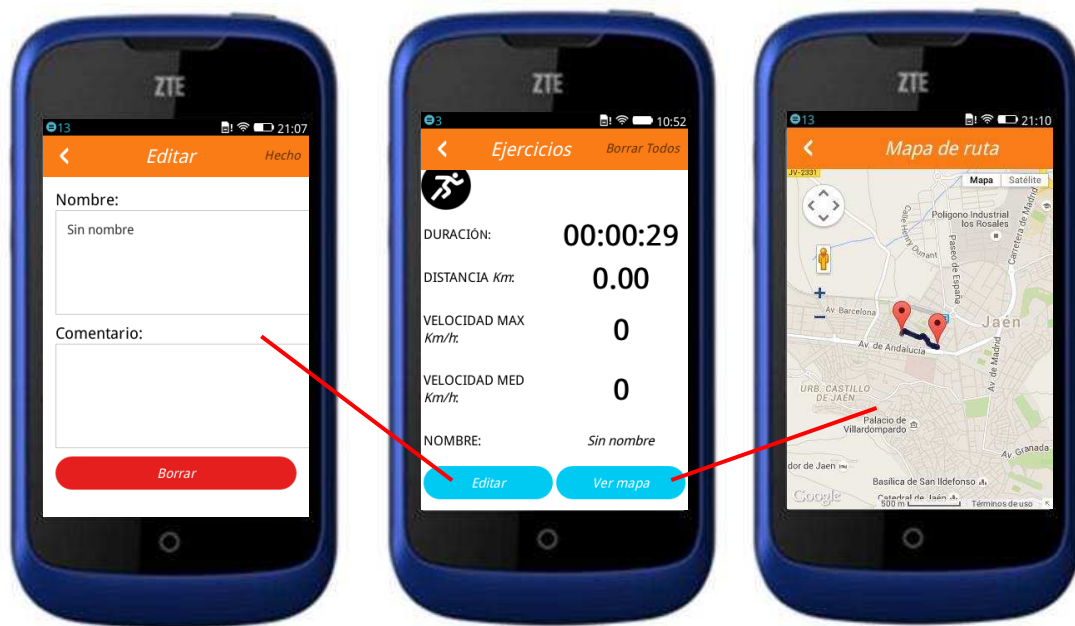 ZTE
13
21:07
Editar
Hecho
Nombre:
Sin nombre
Comentario:
Borrar
ZTE
3
10:52
Ejercicios
Borrar Todos
DURACIÓN:
00:00:29
DISTANCIA Km:
0.00
VELOCIDAD MAX
Km/h:
0
VELOCIDAD MED
Km/h:
0
NOMBRE:
Sin nombre
Editar
Ver mapa
ZTE
13
21:10
Mapa de ruta
JV-2331
Mapa
Satélite
Calle Henry Dunant
Polígono Industrial
los Rosales
Paseo de España
Carretera de Madrid
Av. Barcelona
Jaén
Av. de Andalucía
Av. de Madrid
URB. CASTILLO
DE JAÉN
Palacio de
Villardompardo
Av. Granada
dor de Jaen
Basílica de San Ildefonso
Catedral de Jaén
Google
500 m
Términos de uso